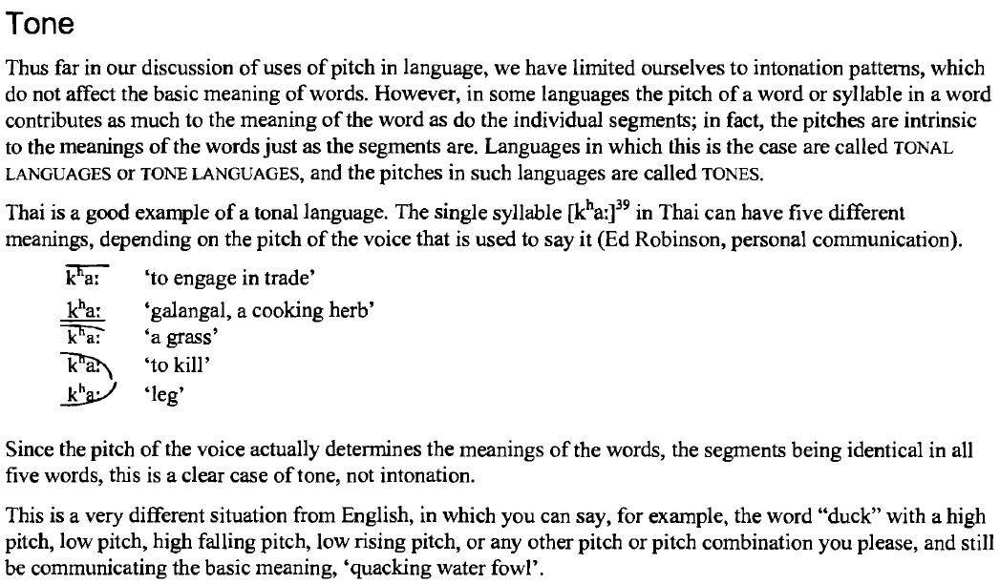 Tone
Thus far in our discussion of uses of pitch in language, we have limited ourselves to intonation patterns, which
do not affect the basic meaning of words. However, in some languages the pitch of a word or syllable in a word
contributes as much to the meaning of the word as do the individual segments; in fact, the pitches are intrinsic
to the meanings of the words just as the segments are. Languages in which this is the case are called TONAL
LANGUAGES or TONE LANGUAGES, and the pitches in such languages are called TONES.
Thai is a good example of a tonal language. The single syllable [kʰaː]³⁹ in Thai can have five different
meanings, depending on the pitch of the voice that is used to say it (Ed Robinson, personal communication).
kʰaː ‘to engage in trade’
kʰaː ‘galangal, a cooking herb’
kʰaː ‘a grass’
kʰaː ‘to kill’
kʰaː ‘leg’
Since the pitch of the voice actually determines the meanings of the words, the segments being identical in all
five words, this is a clear case of tone, not intonation.
This is a very different situation from English, in which you can say, for example, the word “duck” with a high
pitch, low pitch, high falling pitch, low rising pitch, or any other pitch or pitch combination you please, and still
be communicating the basic meaning, ‘quacking water fowl’.